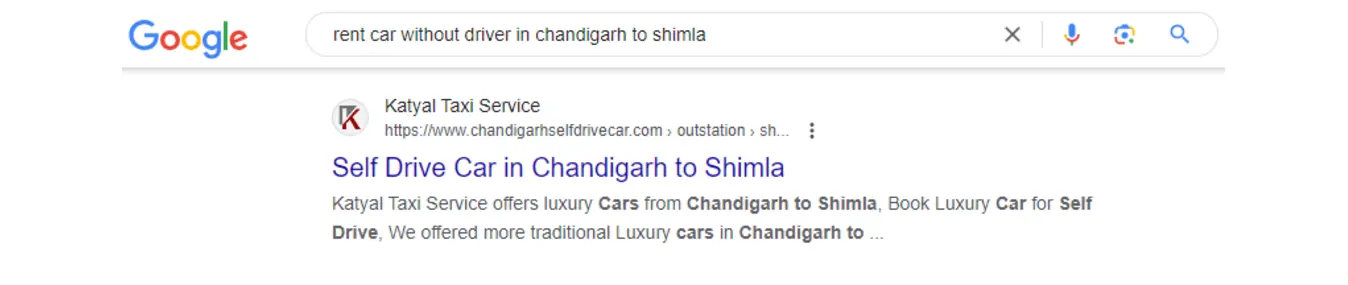 Google
rent car without driver in chandigarh to shimla
Katyal Taxi Service
https://www.chandigarhselfdrivecar.com › outstation › sh...
Self Drive Car in Chandigarh to Shimla
Katyal Taxi Service offers luxury Cars from Chandigarh to Shimla, Book Luxury Car for Self
Drive, We offered more traditional Luxury cars in Chandigarh to ...